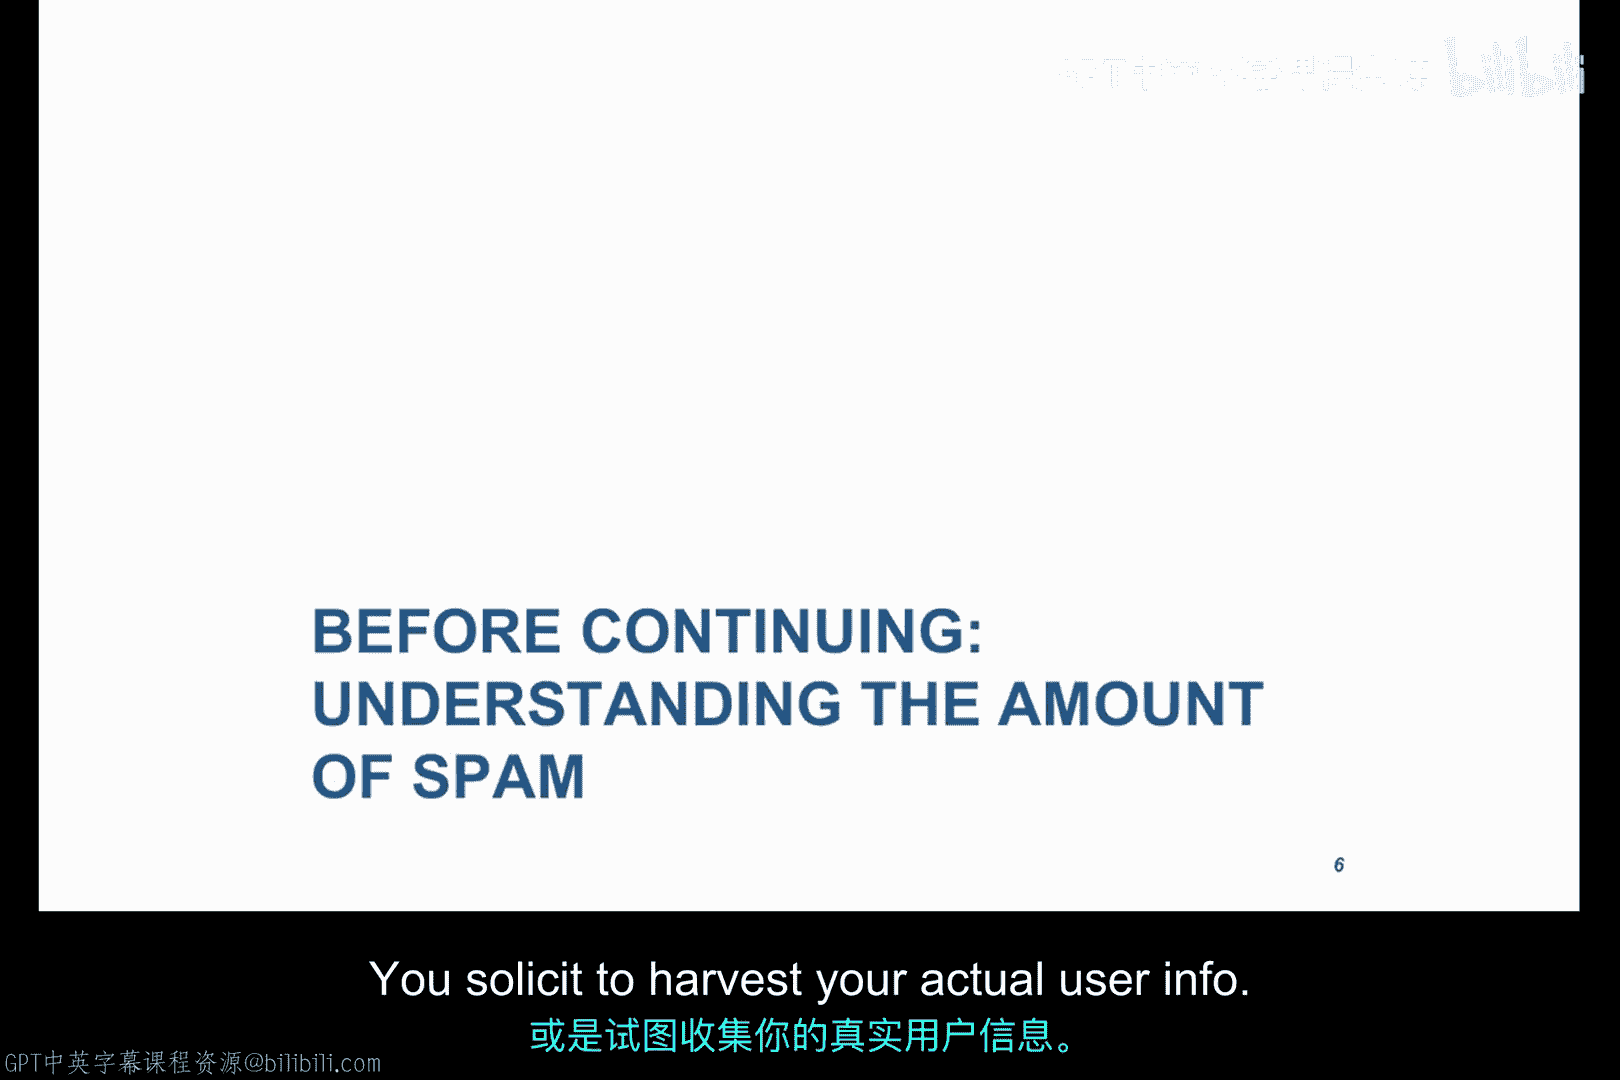 bilibili
BEFORE CONTINUING:
UNDERSTANDING THE AMOUNT
OF SPAM
6
You solicit to harvest your actual user info.
或是试图收集你的真实用户信息。
GPT中英字幕课程资源@bilibili.com